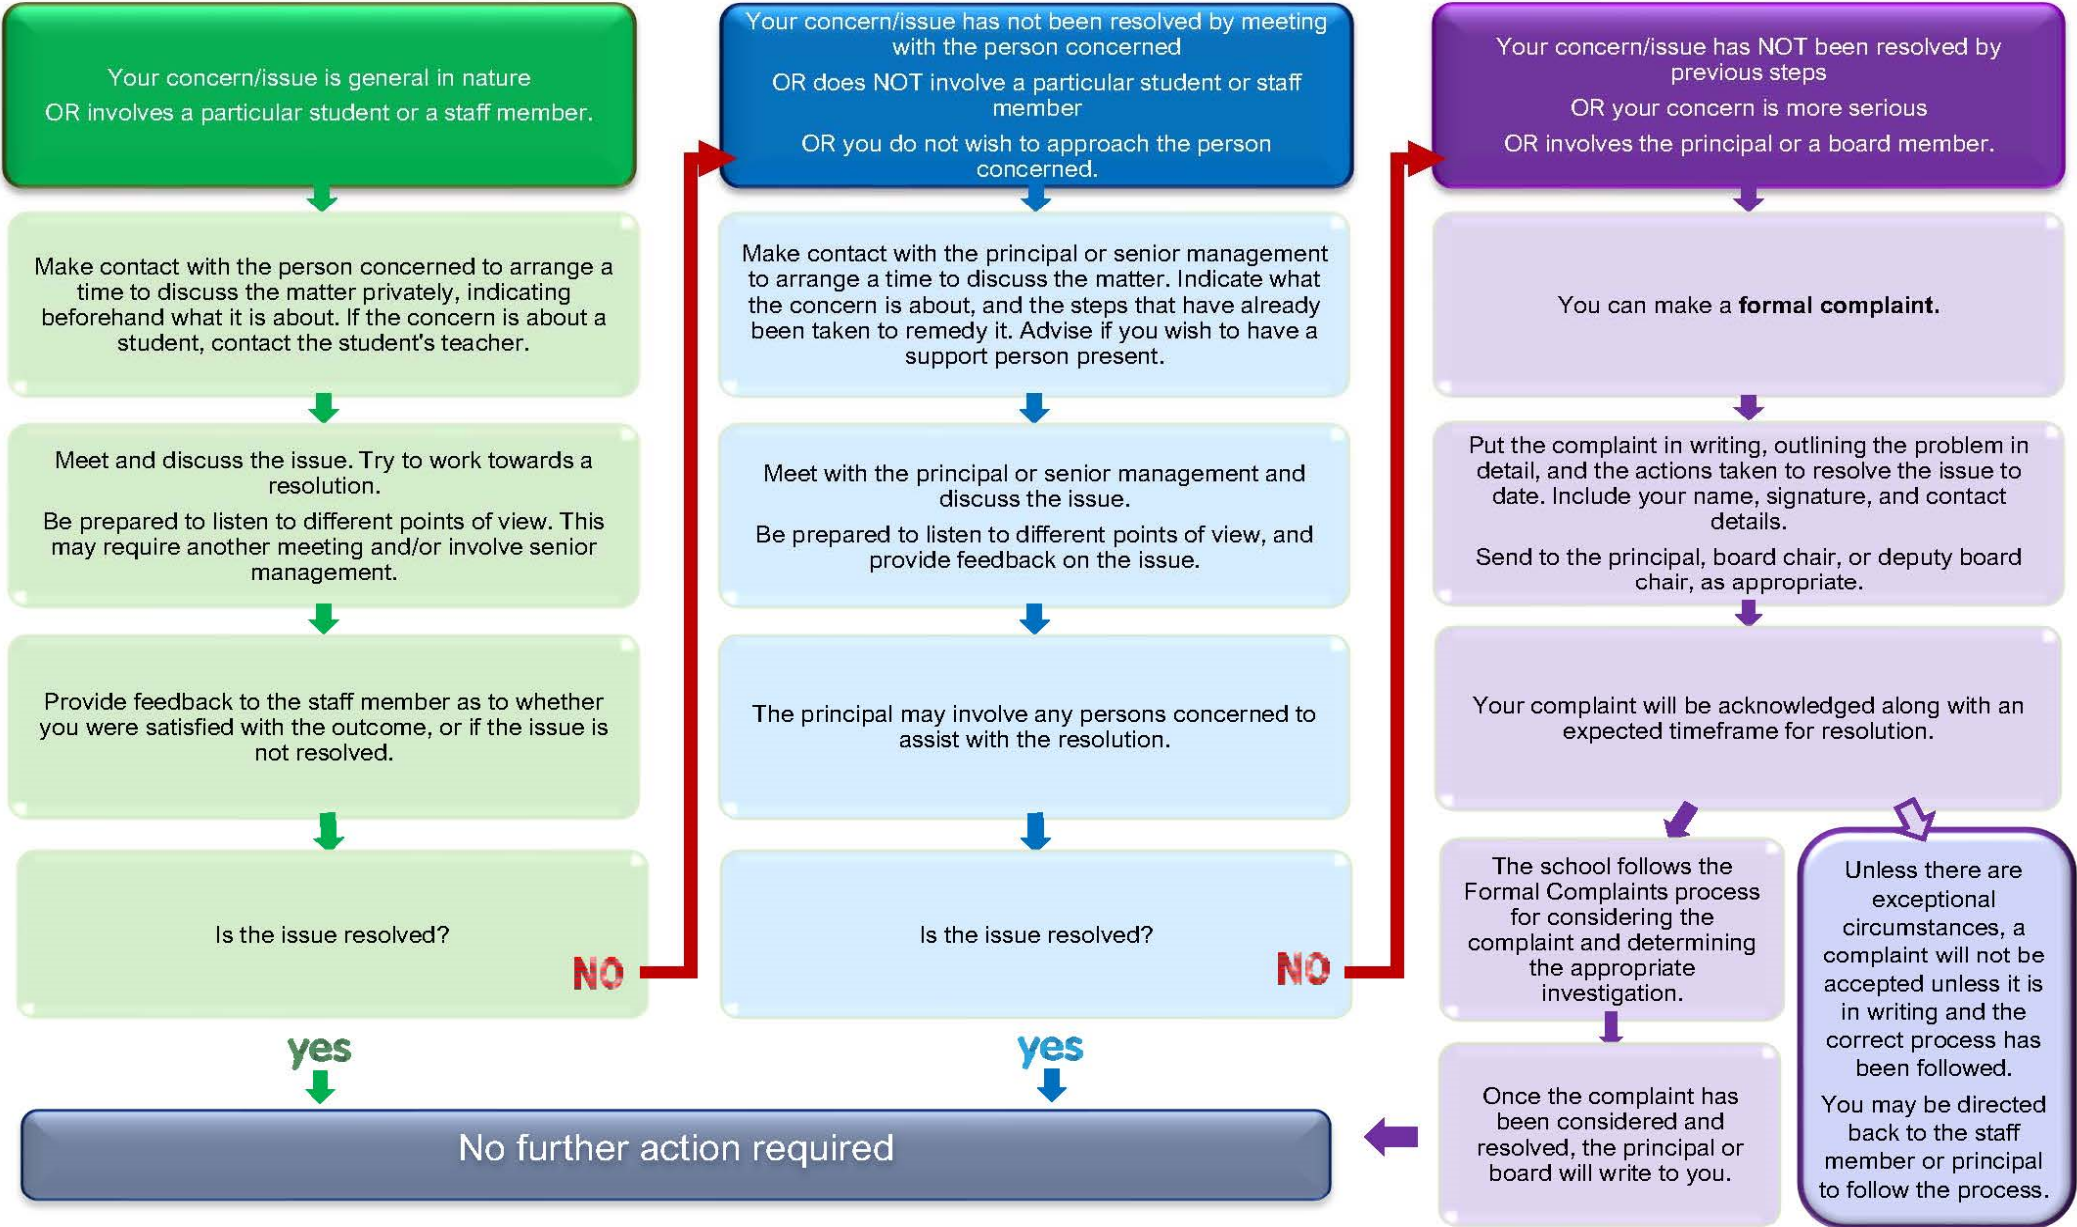 Your concern/issue is general in nature
OR involves a particular student or a staff member.
Make contact with the person concerned to arrange a
time to discuss the matter privately, indicating
beforehand what it is about. If the concern is about a
student, contact the student's teacher.
Meet and discuss the issue. Try to work towards a
resolution.
Be prepared to listen to different points of view. This
may require another meeting and/or involve senior
management.
Provide feedback to the staff member as to whether
you were satisfied with the outcome, or if the issue is
not resolved.
Is the issue resolved?
NO
yes
Your concern/issue has not been resolved by meeting
with the person concerned
OR does NOT involve a particular student or staff
member
OR you do not wish to approach the person
concerned.
Make contact with the principal or senior management
to arrange a time to discuss the matter. Indicate what
the concern is about, and the steps that have already
been taken to remedy it. Advise if you wish to have a
support person present.
Meet with the principal or senior management and
discuss the issue.
Be prepared to listen to different points of view, and
provide feedback on the issue.
The principal may involve any persons concerned to
assist with the resolution.
Is the issue resolved?
NO
yes
Your concern/issue has NOT been resolved by
previous steps
OR your concern is more serious
OR involves the principal or a board member.
You can make a formal complaint.
Put the complaint in writing, outlining the problem in
detail, and the actions taken to resolve the issue to
date. Include your name, signature, and contact
details.
Send to the principal, board chair, or deputy board
chair, as appropriate.
Your complaint will be acknowledged along with an
expected timeframe for resolution.
The school follows the
Formal Complaints process
for considering the
complaint and determining
the appropriate
investigation.
Once the complaint has
been considered and
resolved, the principal or
board will write to you.
Unless there are
exceptional
circumstances, a
complaint will not be
accepted unless it is
in writing and the
correct process has
been followed.
You may be directed
back to the staff
member or principal
to follow the process.
No further action required